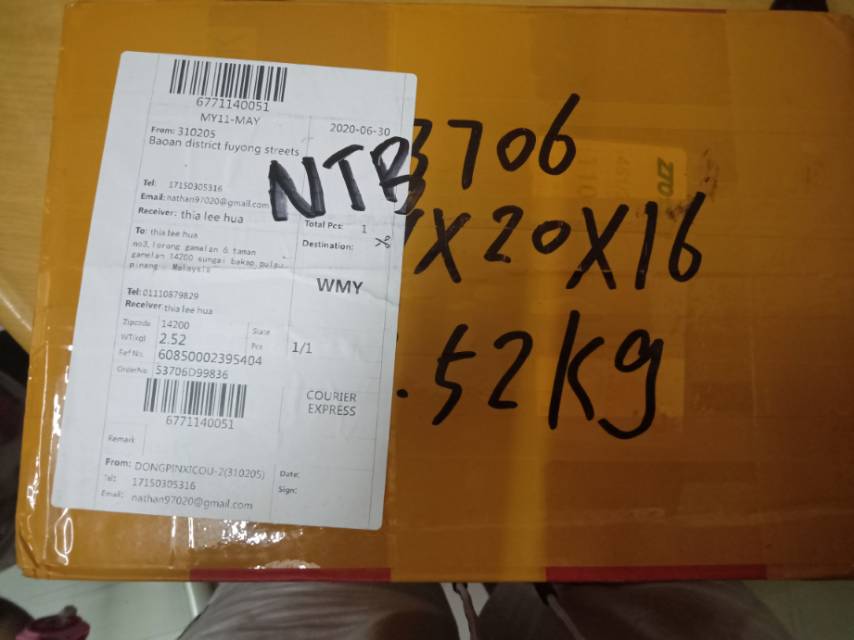 6771140051
MY11-MAY
2020-06-30
From: 310205
Baoan district fuyong streets
Tel: 17150305316
Email: nathan97020@gmail.com
Receiver: thia lee hua
Total Pcs: 1
To: thia lee hua
Destination:
no3, lorong gamelan 6 taman
gamelan 14200 sungai bakap, pulau
pinang Malaysia
WMY
Tel: 01110879829
Receiver: thia lee hua
Zipcode 14200
State
WT(kg) 2.52
Pcs 1/1
Ref No. 60850002395404
OrderNo. 53706D99836
COURIER
EXPRESS
6771140051
Remark
From: DONGPINXICOU-2(310205)
Date:
Tel: 17150305316
Sign:
Email: nathan97020@gmail.com
NTB
3706
X20X16
.52kg
ZTO